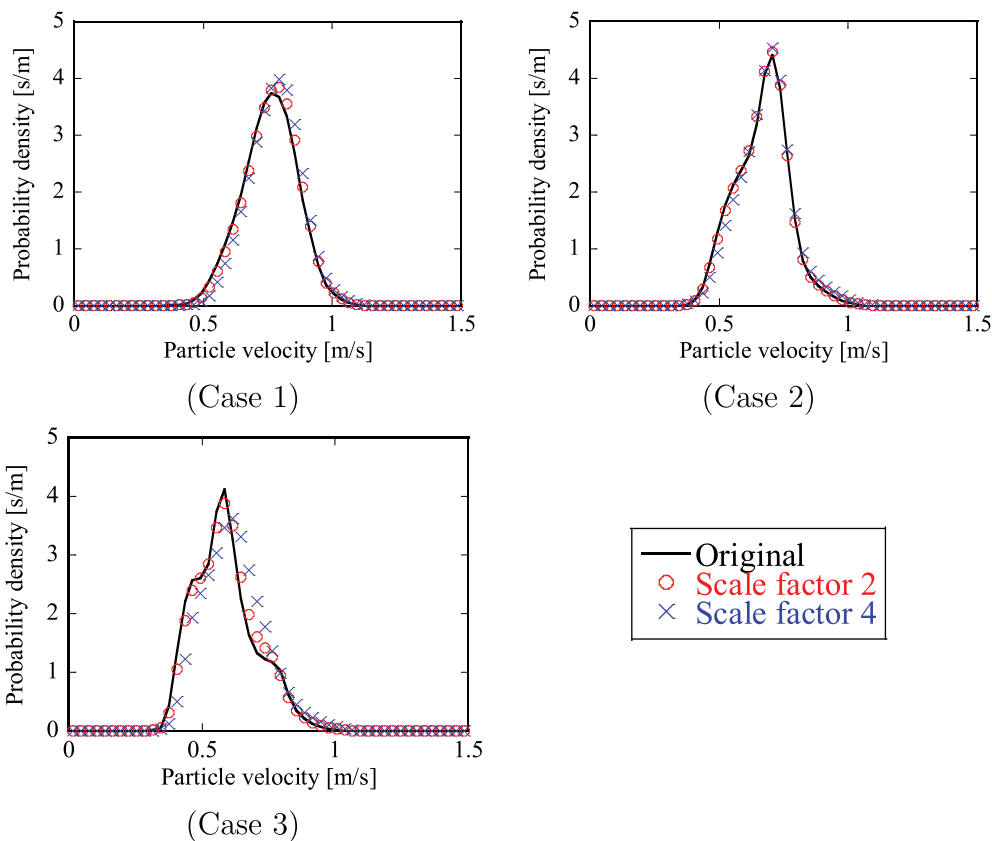 5
4
3
2
1
0
Probability density [s/m]
0
0.5
1
1.5
Particle velocity [m/s]
(Case 1)
5
4
3
2
1
0
Probability density [s/m]
0
0.5
1
1.5
Particle velocity [m/s]
(Case 2)
5
4
3
2
1
0
Probability density [s/m]
0
0.5
1
1.5
Particle velocity [m/s]
(Case 3)
Original
Scale factor 2
Scale factor 4